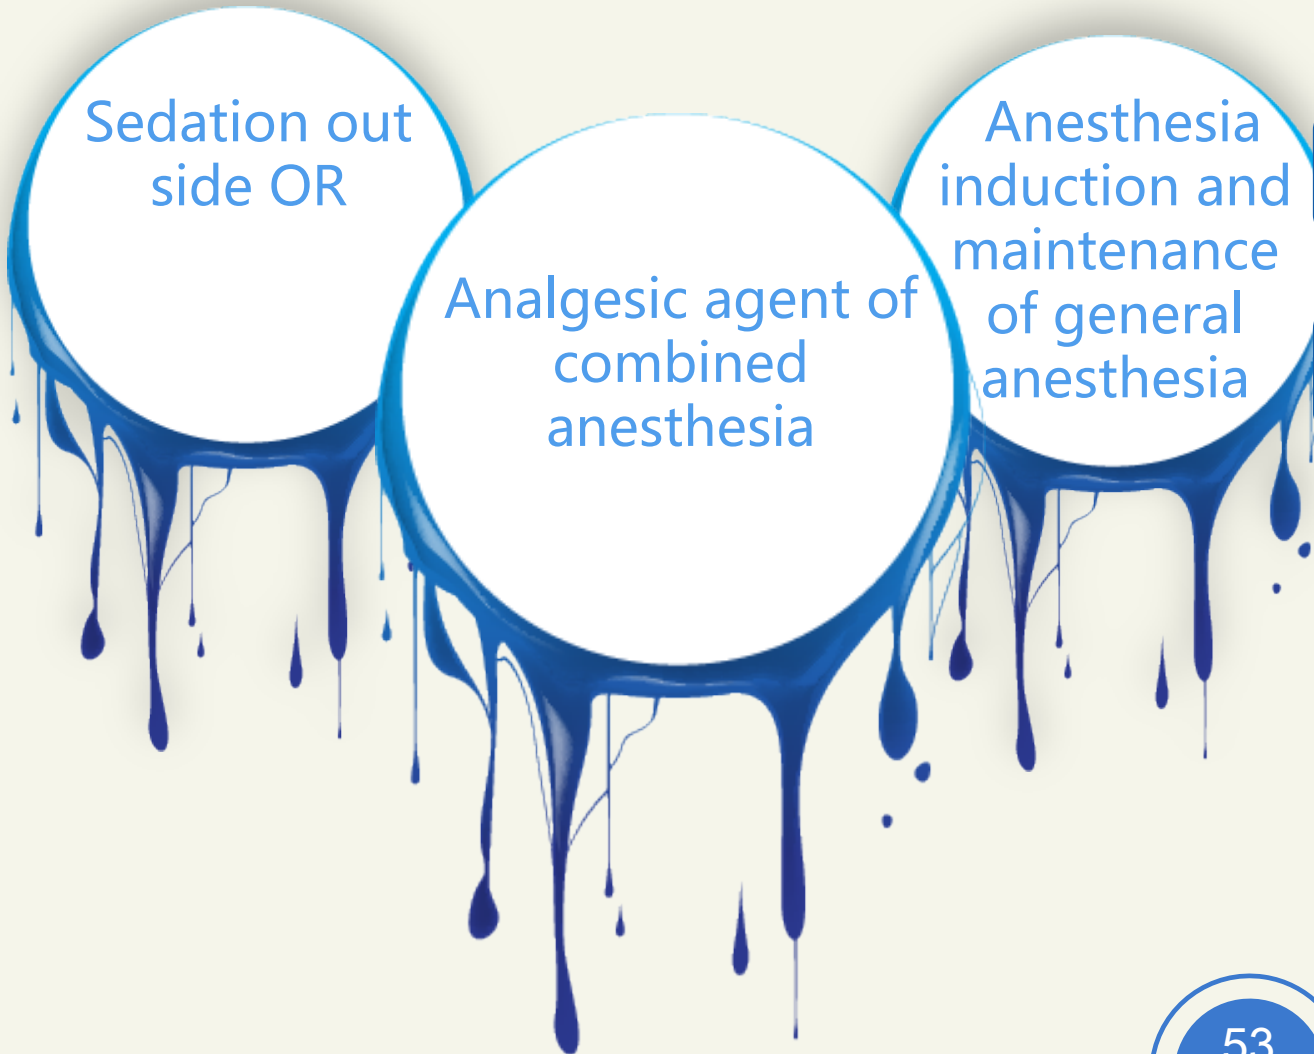 Sedation out
side OR
Analgesic agent of
combined
anesthesia
Anesthesia
induction and
maintenance
of general
anesthesia
53